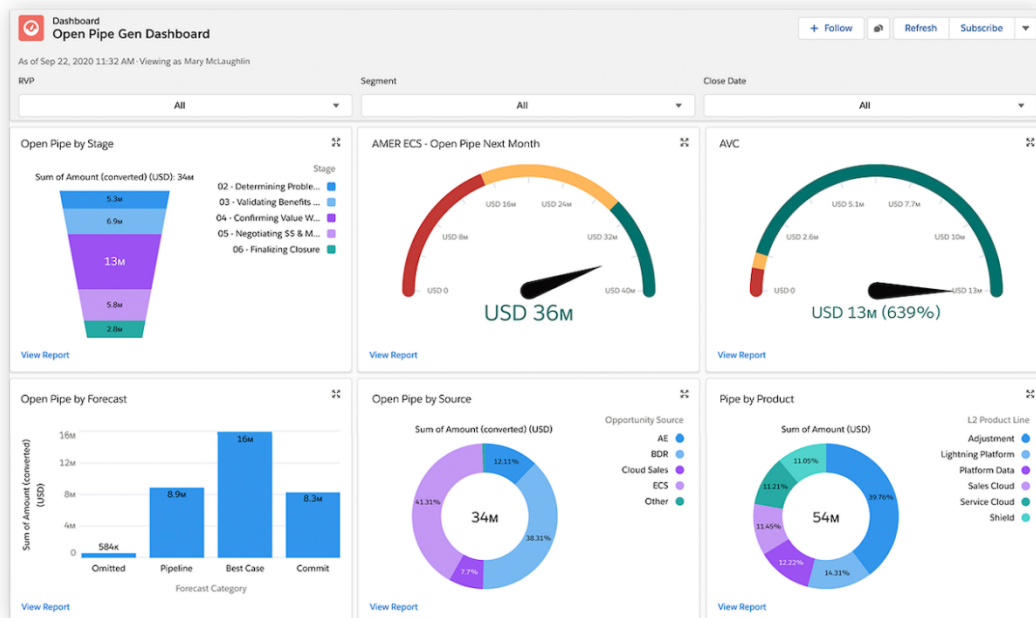 Dashboard
Open Pipe Gen Dashboard
+ Follow
Refresh
Subscribe
As of Sep 22, 2020 11:32 AM·Viewing as Mary McLaughlin
RVP
All
Segment
All
Close Date
All
Open Pipe by Stage
Sum of Amount (converted) (USD): 34M
5.3M
6.9M
13M
5.8M
2.8M
Stage
02 - Determining Proble...
03 - Validating Benefits ...
04 - Confirming Value W...
05 - Negotiating $$ & M...
06 - Finalizing Closure
View Report
AMER ECS - Open Pipe Next Month
USD 0
USD 8M
USD 16M
USD 24M
USD 32M
USD 40M
USD 36M
View Report
AVC
USD 0
USD 2.6M
USD 5.1M
USD 7.7M
USD 10M
USD 13M
USD 13M (639%)
View Report
Open Pipe by Forecast
Sum of Amount (converted)
(USD)
16M
12M
8M
4M
0
584K
8.9M
16M
8.3M
Omitted
Pipeline
Best Case
Commit
Forecast Category
View Report
Open Pipe by Source
Sum of Amount (converted) (USD)
12.11%
38.31%
7.7%
41.31%
34M
Opportunity Source
AE
BDR
Cloud Sales
ECS
Other
View Report
Pipe by Product
Sum of Amount (USD)
39.76%
14.31%
12.22%
11.45%
11.21%
11.05%
54M
L2 Product Line
Adjustment
Lightning Platform
Platform Data
Sales Cloud
Service Cloud
Shield
View Report